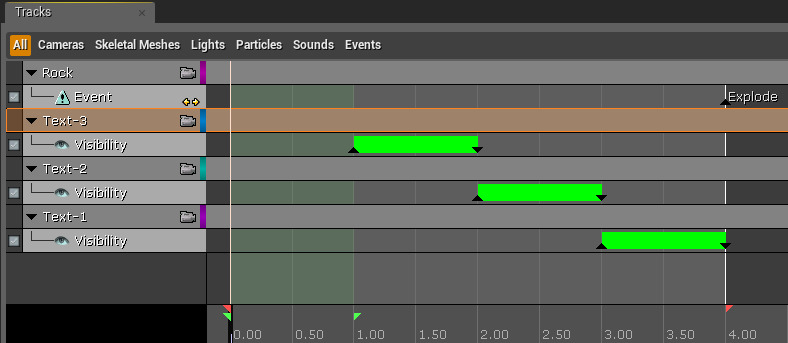 Tracks
All Cameras Skeletal Meshes Lights Particles Sounds Events
Rock
Event Explode
Text-3
Visibility
Text-2
Visibility
Text-1
Visibility
0.00 0.50 1.00 1.50 2.00 2.50 3.00 3.50 4.00